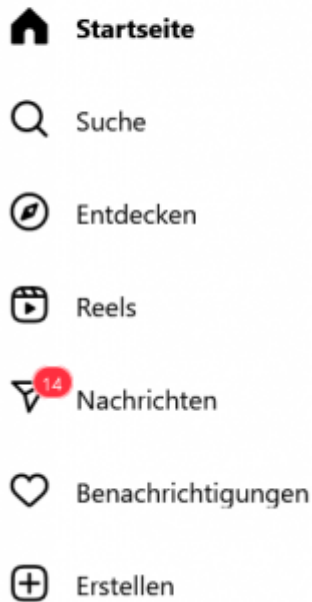 Startseite
Suche
Entdecken
Reels
14
Nachrichten
Benachrichtigungen
Erstellen